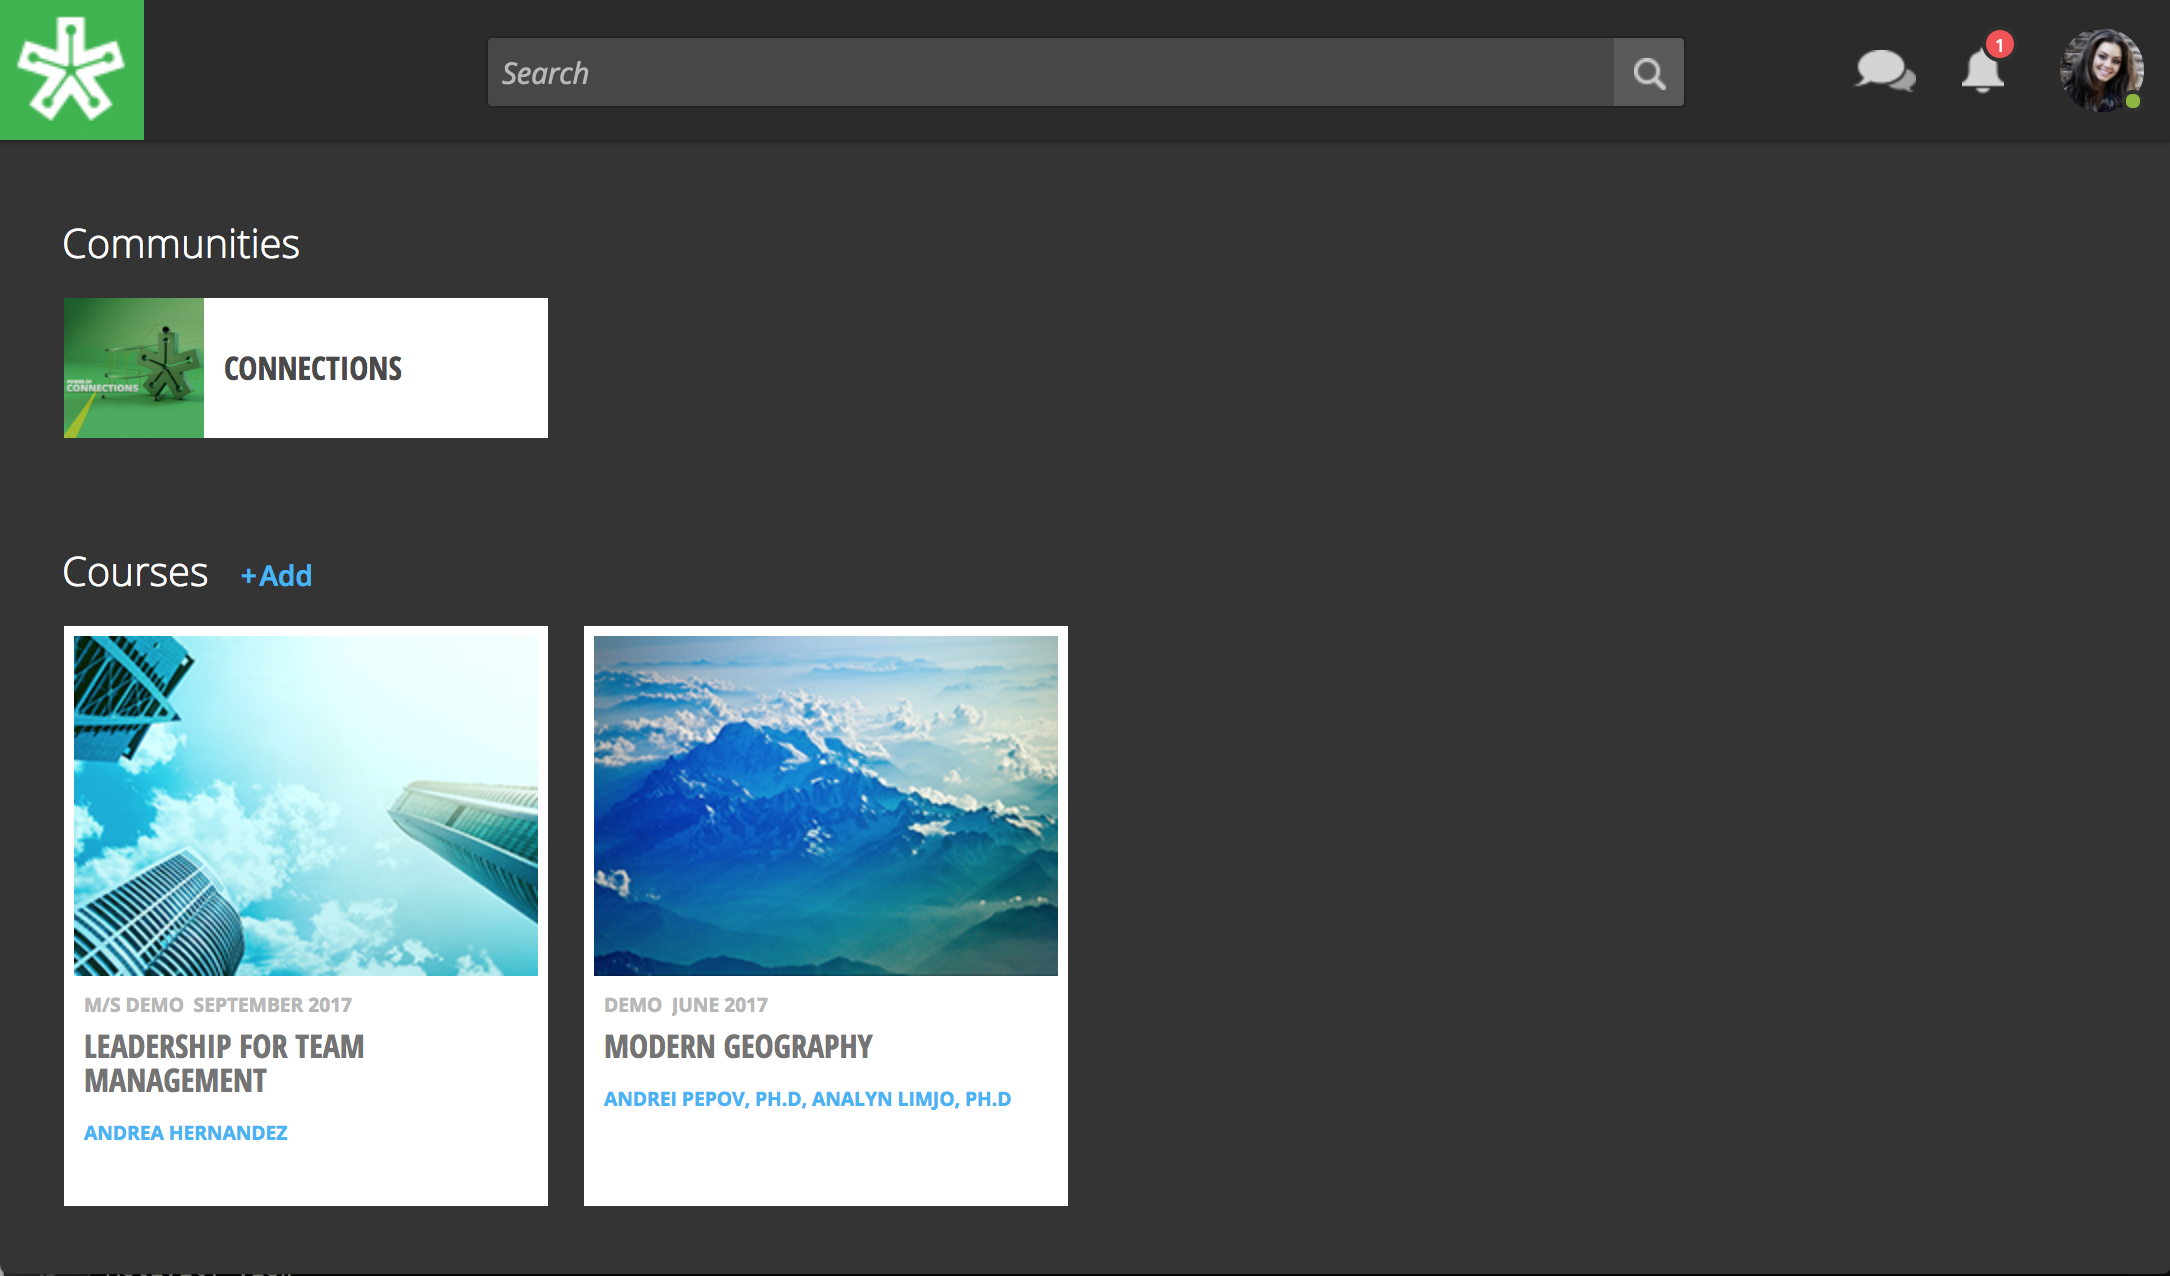 Search
1
Communities
POWER OF
CONNECTIONS
CONNECTIONS
Courses +Add
M/S DEMO SEPTEMBER 2017
LEADERSHIP FOR TEAM
MANAGEMENT
ANDREA HERNANDEZ
DEMO JUNE 2017
MODERN GEOGRAPHY
ANDREI PEPOV, PH.D, ANALYN LIMJO, PH.D